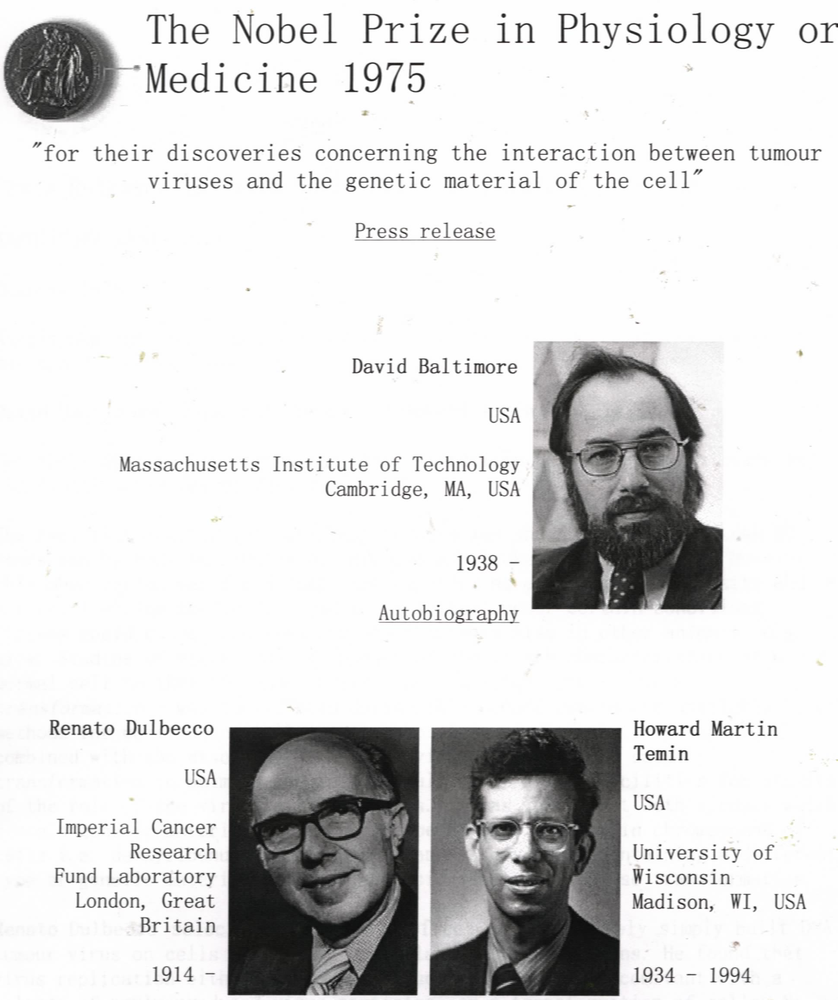 The Nobel Prize in Physiology or
Medicine 1975
"for their discoveries concerning the interaction between tumour
viruses and the genetic material of the cell"
Press release
David Baltimore
USA
Massachusetts Institute of Technology
Cambridge, MA, USA
1938 -
Autobiography
Renato Dulbecco
USA
Imperial Cancer
Research
Fund Laboratory
London, Great
Britain
1914 -
Howard Martin
Temin
USA
University of
Wisconsin
Madison, WI, USA
1934 - 1994